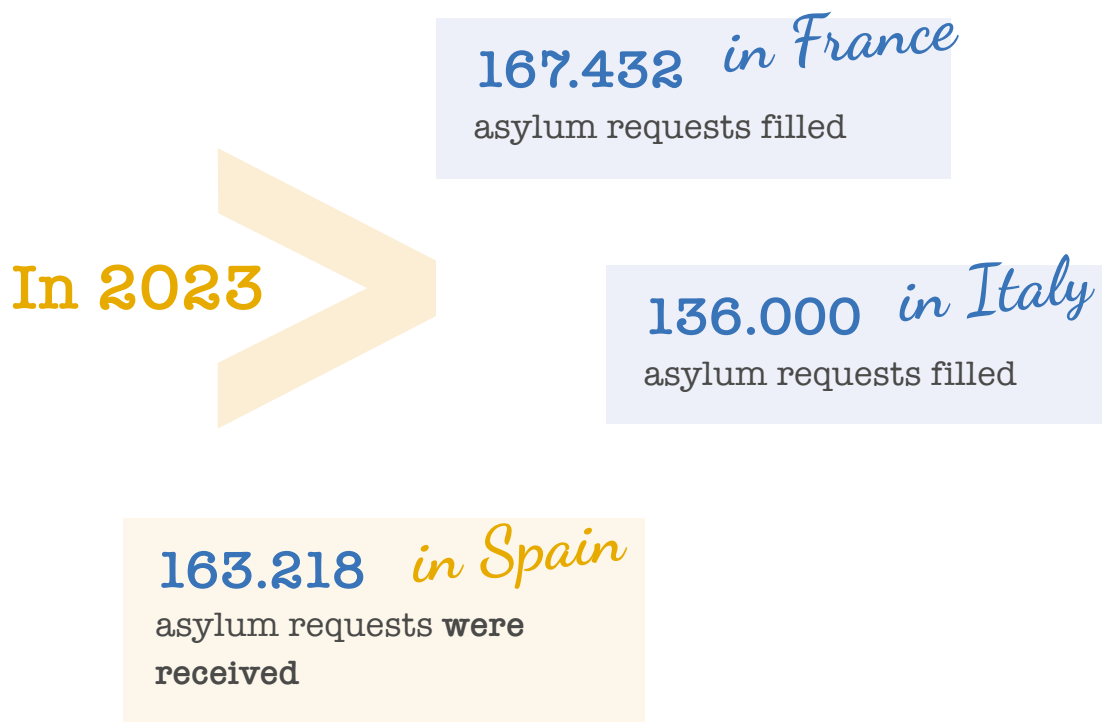 In 2023
167.432 in France
asylum requests filled
136.000 in Italy
asylum requests filled
163.218 in Spain
asylum requests were
received